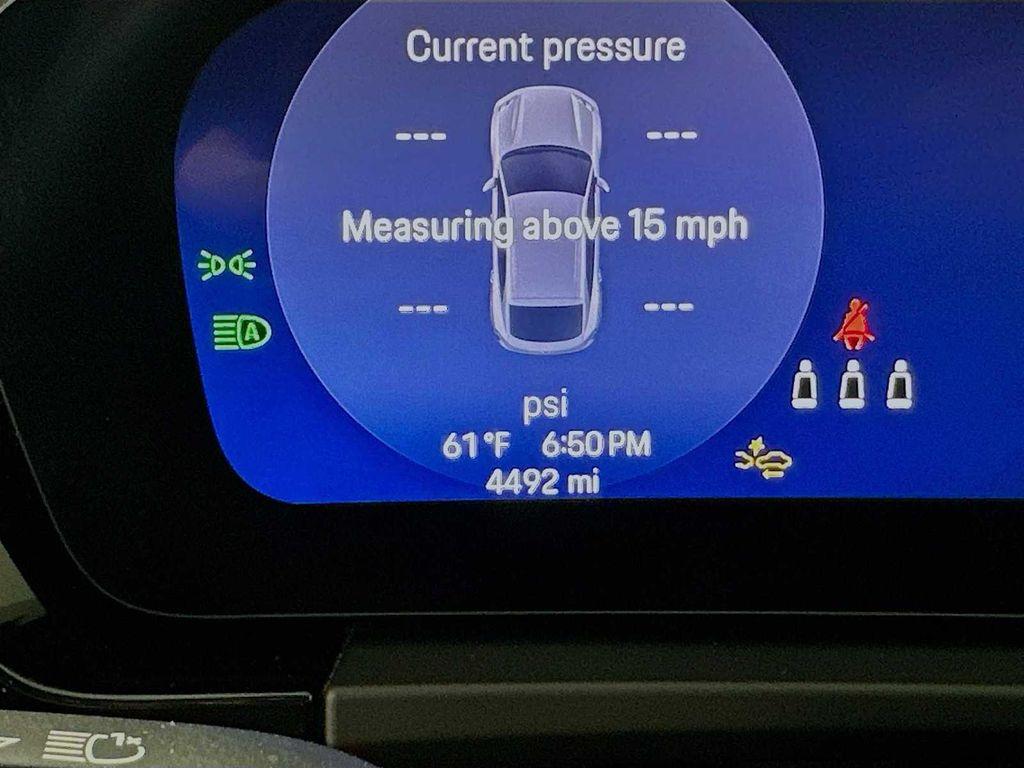 Current pressure
--- ---
Measuring above 15 mph
--- ---
A
psi
61°F 6:50PM
4492 mi